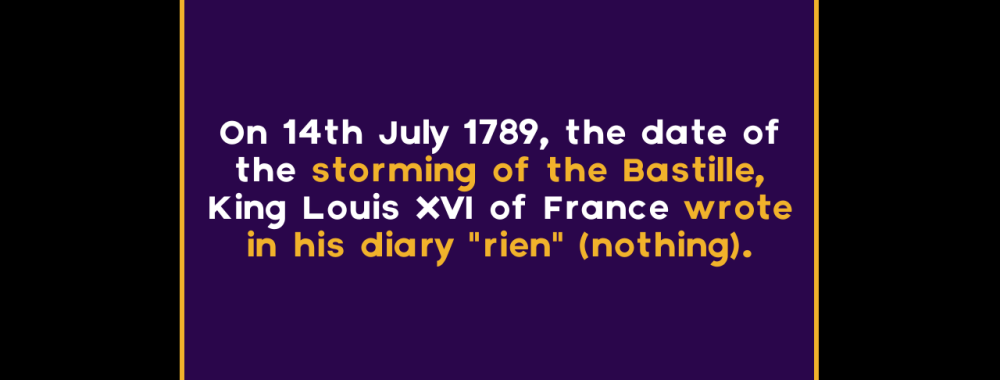 On 14th July 1789, the date of
the storming of the Bastille,
King Louis XVI of France wrote
in his diary "rien" (nothing).